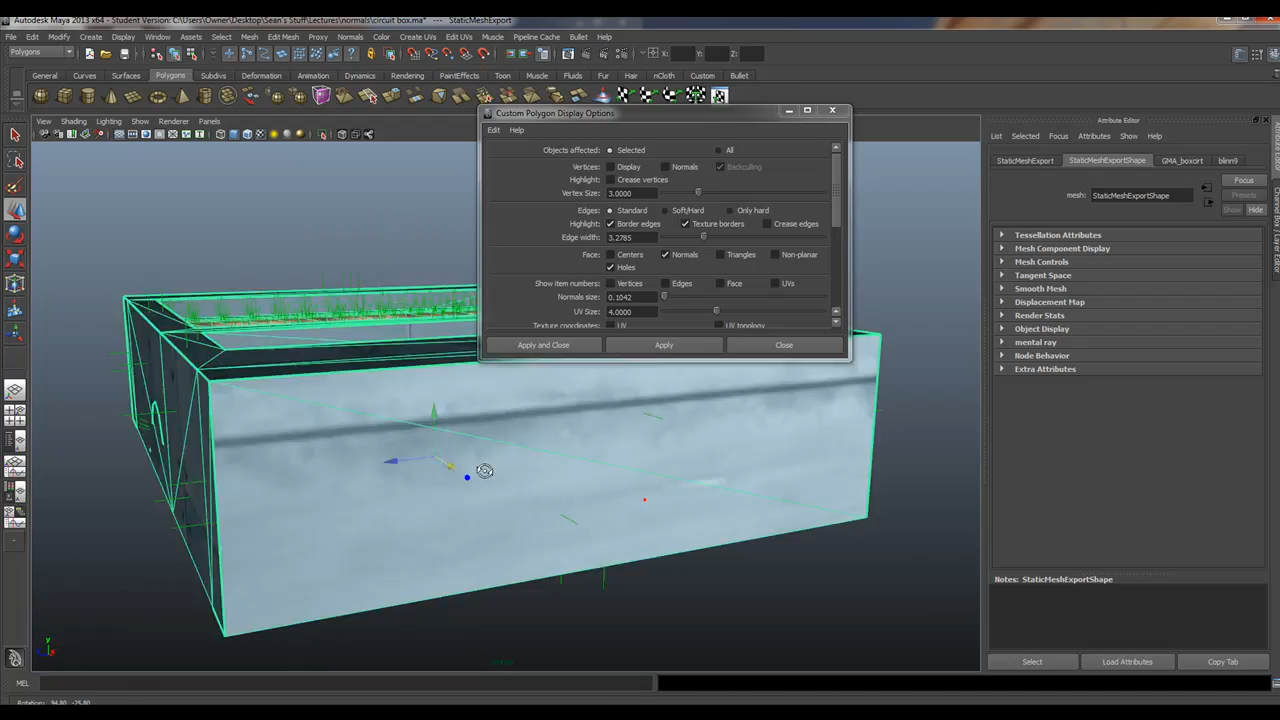 Autodesk Maya 2013 x64 - Student Version: C:\Users\Owner\Desktop\Sean's Stuff\Lectures\normals\circuit box.ma* --- StaticMeshExport
File Edit Modify Create Display Window Assets Select Mesh Edit Mesh Proxy Normals Color Create UVs Edit UVs Muscle Pipeline Cache Bullet Help
Polygons X: Y: Z:
General Curves Surfaces Polygons Subdivs Deformation Animation Dynamics Rendering PaintEffects Toon Muscle Fluids Fur Hair nCloth Custom Bullet
View Shading Lighting Show Renderer Panels
Custom Polygon Display Options
Edit Help
Objects affected: Selected All
Vertices: Display Normals Backculling
Highlight: Crease vertices
Vertex Size: 3.0000
Edges: Standard Soft/Hard Only hard
Highlight: Border edges Texture borders Crease edges
Edge width: 3.2785
Face: Centers Normals Triangles Non-planar
Holes
Show item numbers: Vertices Edges Face UVs
Normals size: 0.1042
UV Size: 4.0000
Texture coordinates: UV UV topology
Apply and Close Apply Close
Attribute Editor
List Selected Focus Attributes Show Help
StaticMeshExport StaticMeshExportShape GMA_boxort blinn9
Focus
mesh: StaticMeshExportShape Presets
Show Hide
Tessellation Attributes
Mesh Component Display
Mesh Controls
Tangent Space
Smooth Mesh
Displacement Map
Render Stats
Object Display
mental ray
Node Behavior
Extra Attributes
Notes: StaticMeshExportShape
Select Load Attributes Copy Tab
Attribute Editor
Channel Box
y
MEL